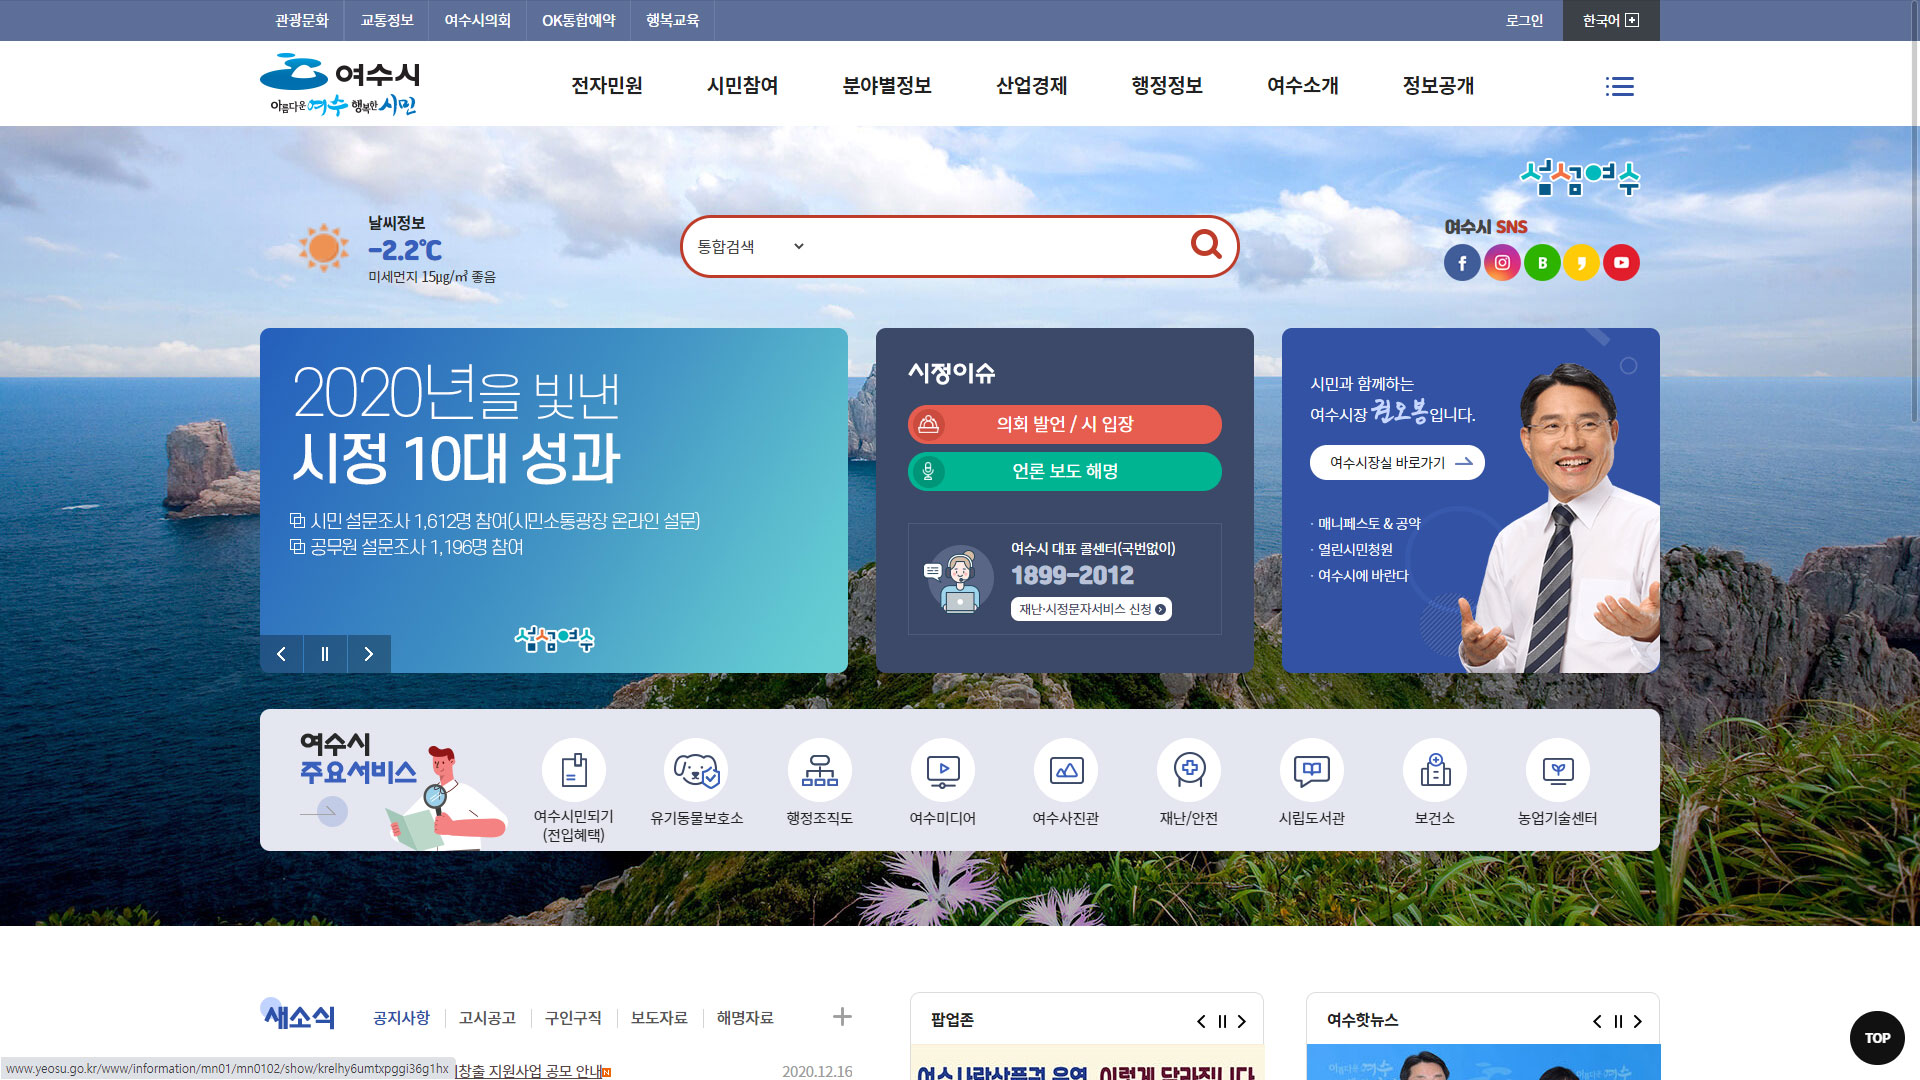 관광문화 교통정보 여수시의회 OK통합예약 행복교육 로그인 한국어
여수시
아름다운 여수 행복한 시민
전자민원 시민참여 분야별정보 산업경제 행정정보 여수소개 정보공개
섬섬여수
날씨정보
-2.2℃
미세먼지 15㎍/㎥ 좋음
통합검색
여수시 SNS
B
2020년을 빛낸
시정 10대 성과
시민 설문조사 1,612명 참여(시민소통광장 온라인 설문)
공무원 설문조사 1,196명 참여
섬섬여수
시정이슈
의회 발언 / 시 입장
언론 보도 해명
여수시 대표 콜센터(국번없이)
1899-2012
재난·시정문자서비스 신청
시민과 함께하는
여수시장 권오봉입니다.
여수시장실 바로가기
· 매니페스토 & 공약
· 열린시민청원
· 여수시에 바란다
여수시
주요서비스
여수시민되기
(전입혜택)
유기동물보호소
행정조직도
여수미디어
여수사진관
재난/안전
시립도서관
보건소
농업기술센터
새소식
공지사항 고시공고 구인구직 보도자료 해명자료
창출 지원사업 공모 안내 N 2020.12.16
팝업존
여수사랑상품권 운영, 이렇게 달라집니다
여수핫뉴스
TOP
www.yeosu.go.kr/www/information/mn01/mn0102/show/krelhy6umtxpggi36g1hx